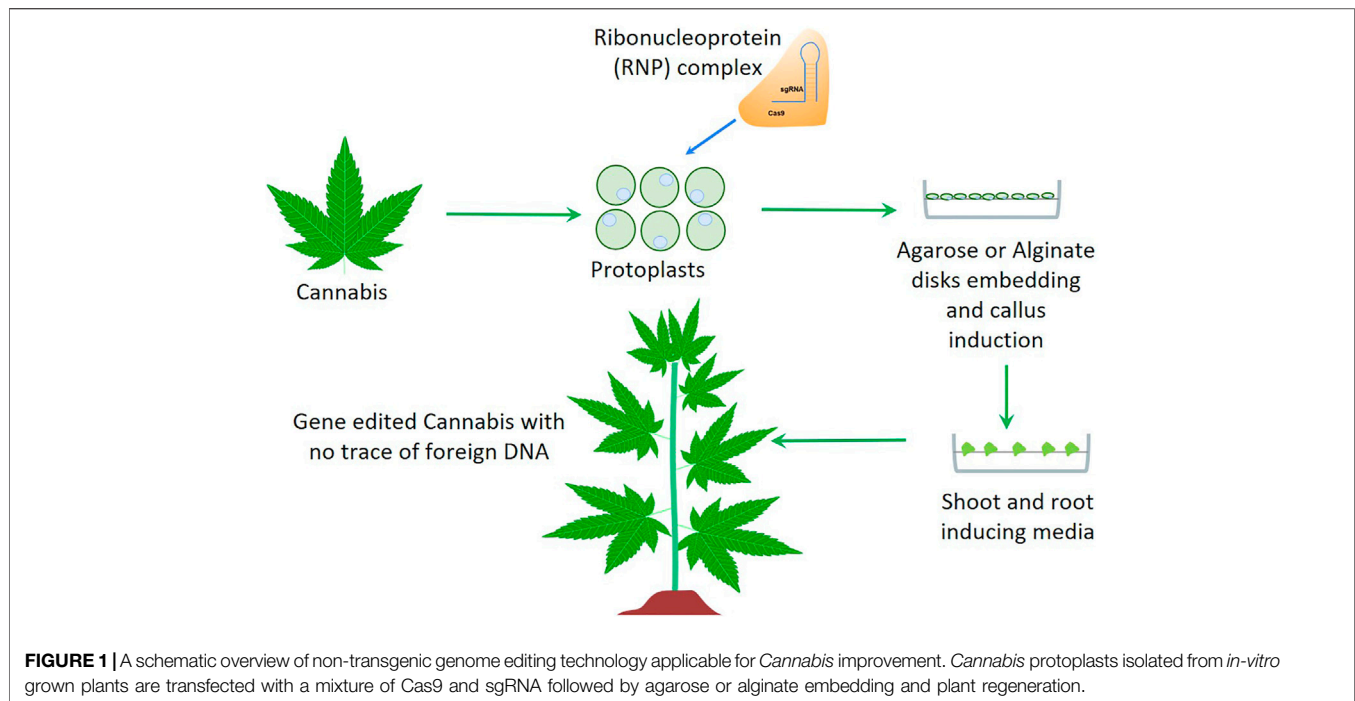 Ribonucleoprotein
(RNP) complex
sgRNA
Cas9
Cannabis
Protoplasts
Agarose or Alginate
disks embedding
and callus
induction
Gene edited Cannabis with
no trace of foreign DNA
Shoot and root
inducing media
FIGURE 1 | A schematic overview of non-transgenic genome editing technology applicable for Cannabis improvement. Cannabis protoplasts isolated from in-vitro
grown plants are transfected with a mixture of Cas9 and sgRNA followed by agarose or alginate embedding and plant regeneration.